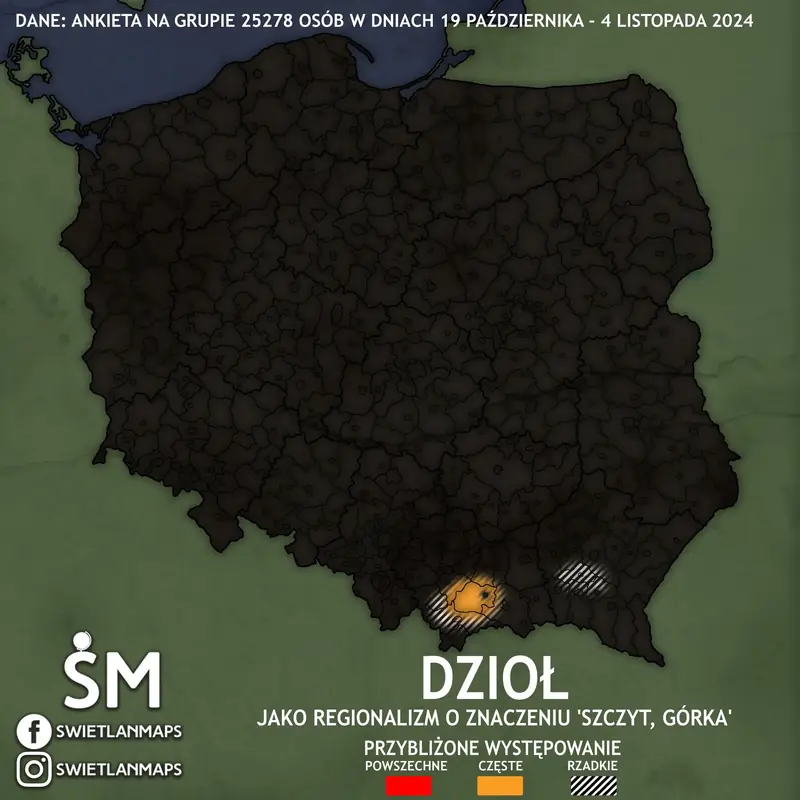 DANE: ANKIETA NA GRUPIE 25278 OSÓB W DNIACH 19 PAŹDZIERNIKA - 4 LISTOPADA 2024
ŚM
SWIETLANMAPS
SWIETLANMAPS
DZIOŁ
JAKO REGIONALIZM O ZNACZENIU 'SZCZYT, GÓRKA'
PRZYBLIŻONE WYSTĘPOWANIE
POWSZECHNE CZĘSTE RZADKIE